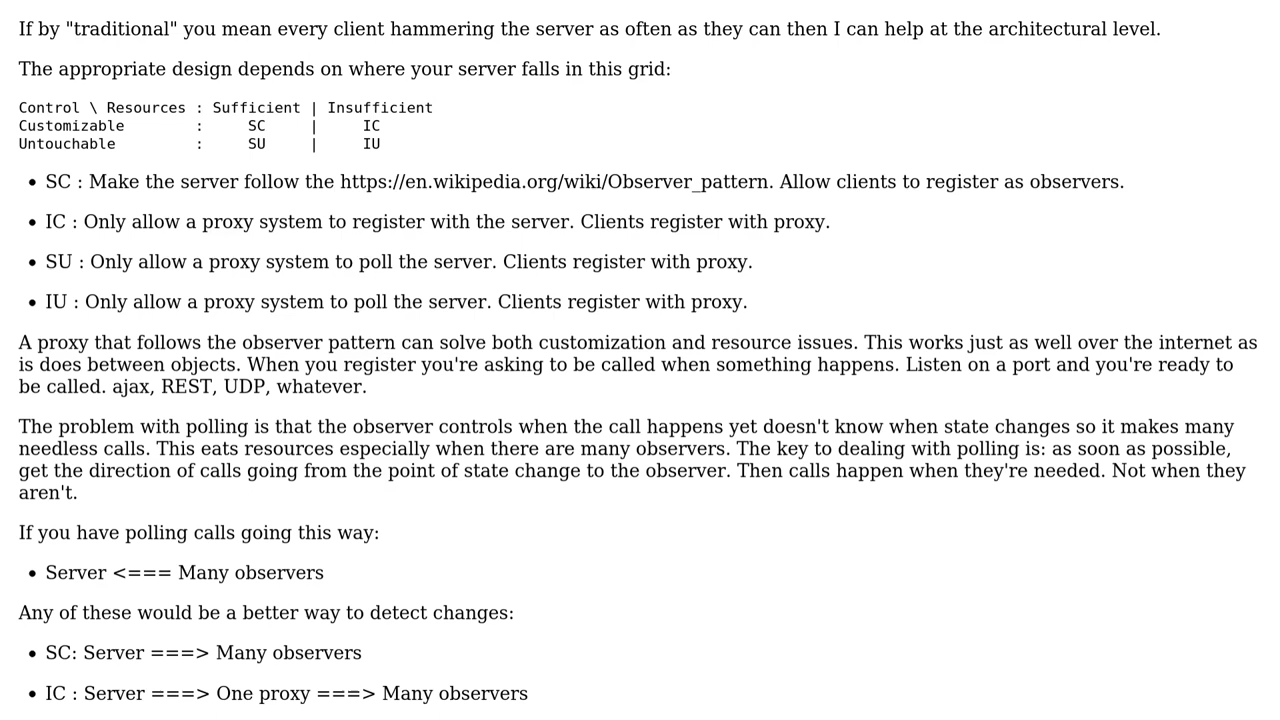 If by "traditional" you mean every client hammering the server as often as they can then I can help at the architectural level.
The appropriate design depends on where your server falls in this grid:
Control \ Resources : Sufficient | Insufficient
Customizable         :     SC     |     IC
Untouchable          :     SU     |     IU
• SC : Make the server follow the https://en.wikipedia.org/wiki/Observer_pattern. Allow clients to register as observers.
• IC : Only allow a proxy system to register with the server. Clients register with proxy.
• SU : Only allow a proxy system to poll the server. Clients register with proxy.
• IU : Only allow a proxy system to poll the server. Clients register with proxy.
A proxy that follows the observer pattern can solve both customization and resource issues. This works just as well over the internet as
is does between objects. When you register you're asking to be called when something happens. Listen on a port and you're ready to
be called. ajax, REST, UDP, whatever.
The problem with polling is that the observer controls when the call happens yet doesn't know when state changes so it makes many
needless calls. This eats resources especially when there are many observers. The key to dealing with polling is: as soon as possible,
get the direction of calls going from the point of state change to the observer. Then calls happen when they're needed. Not when they
aren't.
If you have polling calls going this way:
• Server <=== Many observers
Any of these would be a better way to detect changes:
• SC: Server ===> Many observers
• IC : Server ===> One proxy ===> Many observers